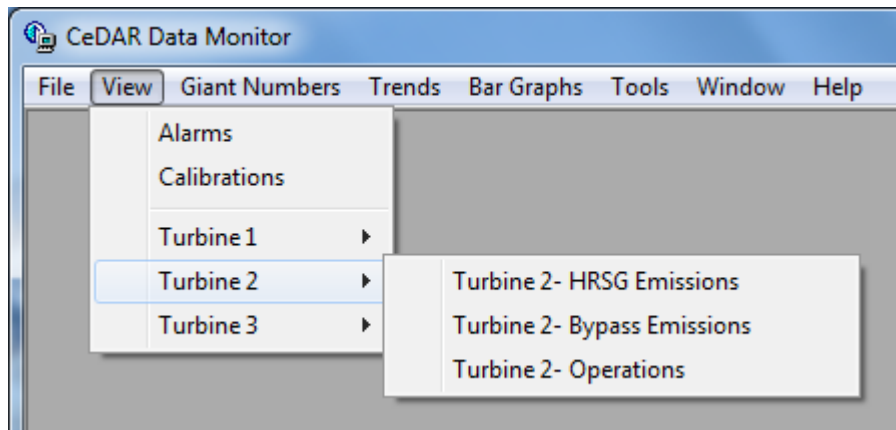 CeDAR Data Monitor
File View Giant Numbers Trends Bar Graphs Tools Window Help
Alarms
Calibrations
Turbine 1
Turbine 2
Turbine 3
Turbine 2- HRSG Emissions
Turbine 2- Bypass Emissions
Turbine 2- Operations